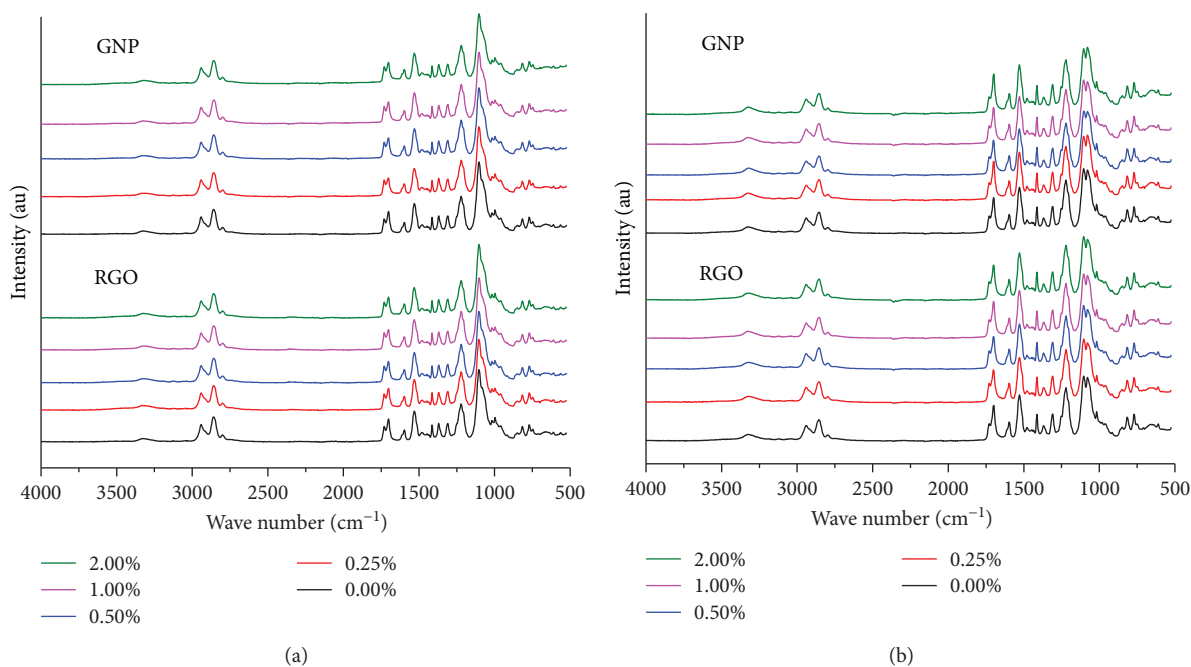 GNP
RGO
Intensity (au)
4000 3500 3000 2500 2000 1500 1000 500
Wave number (cm⁻¹)
2.00% 0.25%
1.00% 0.00%
0.50%
(a)
GNP
RGO
Intensity (au)
4000 3500 3000 2500 2000 1500 1000 500
Wave number (cm⁻¹)
2.00% 0.25%
1.00% 0.00%
0.50%
(b)